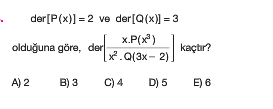 der[P(x)] = 2 ve der[Q(x)] = 3
olduğuna göre, der[x.P(x³) / x².Q(3x – 2)] kaçtır?
A) 2 B) 3 C) 4 D) 5 E) 6